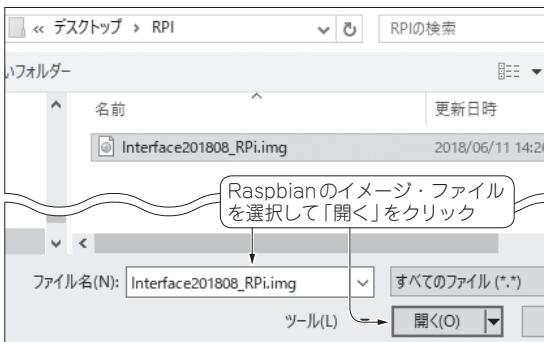 « デスクトップ › RPI
RPIの検索
いフォルダー
名前
更新日時
Interface201808_RPi.img
2018/06/11 14:26
Raspbianのイメージ・ファイル
を選択して「開く」をクリック
ファイル名(N):
Interface201808_RPi.img
すべてのファイル (*.*)
ツール(L)
開く(O)